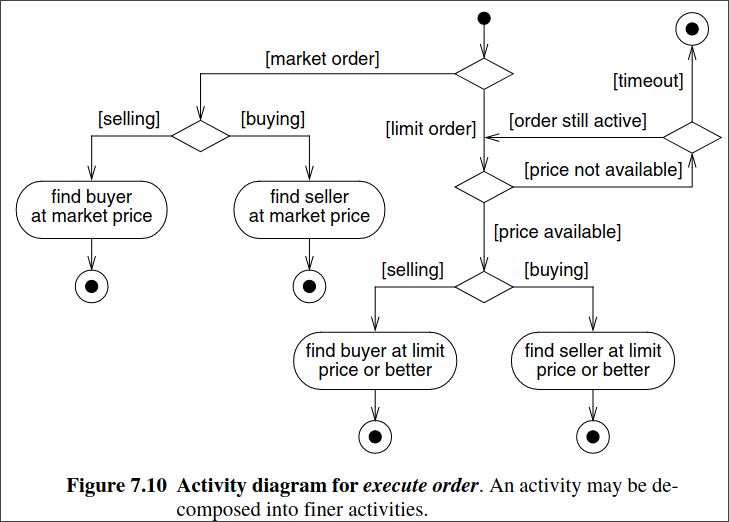 [market order]
[timeout]
[selling]
[buying]
[limit order]
[order still active]
[price not available]
find buyer
at market price
find seller
at market price
[price available]
[selling]
[buying]
find buyer at limit
price or better
find seller at limit
price or better
Figure 7.10 Activity diagram for execute order. An activity may be de-
composed into finer activities.